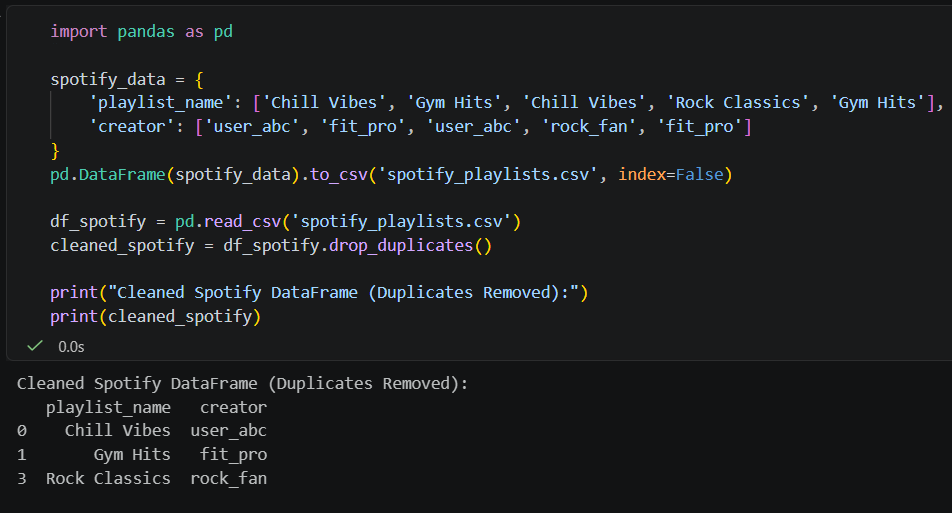 import pandas as pd
spotify_data = {
    'playlist_name': ['Chill Vibes', 'Gym Hits', 'Chill Vibes', 'Rock Classics', 'Gym Hits'],
    'creator': ['user_abc', 'fit_pro', 'user_abc', 'rock_fan', 'fit_pro']
}
pd.DataFrame(spotify_data).to_csv('spotify_playlists.csv', index=False)
df_spotify = pd.read_csv('spotify_playlists.csv')
cleaned_spotify = df_spotify.drop_duplicates()
print("Cleaned Spotify DataFrame (Duplicates Removed):")
print(cleaned_spotify)
0.0s
Cleaned Spotify DataFrame (Duplicates Removed):
   playlist_name   creator
0    Chill Vibes  user_abc
1       Gym Hits   fit_pro
3  Rock Classics  rock_fan